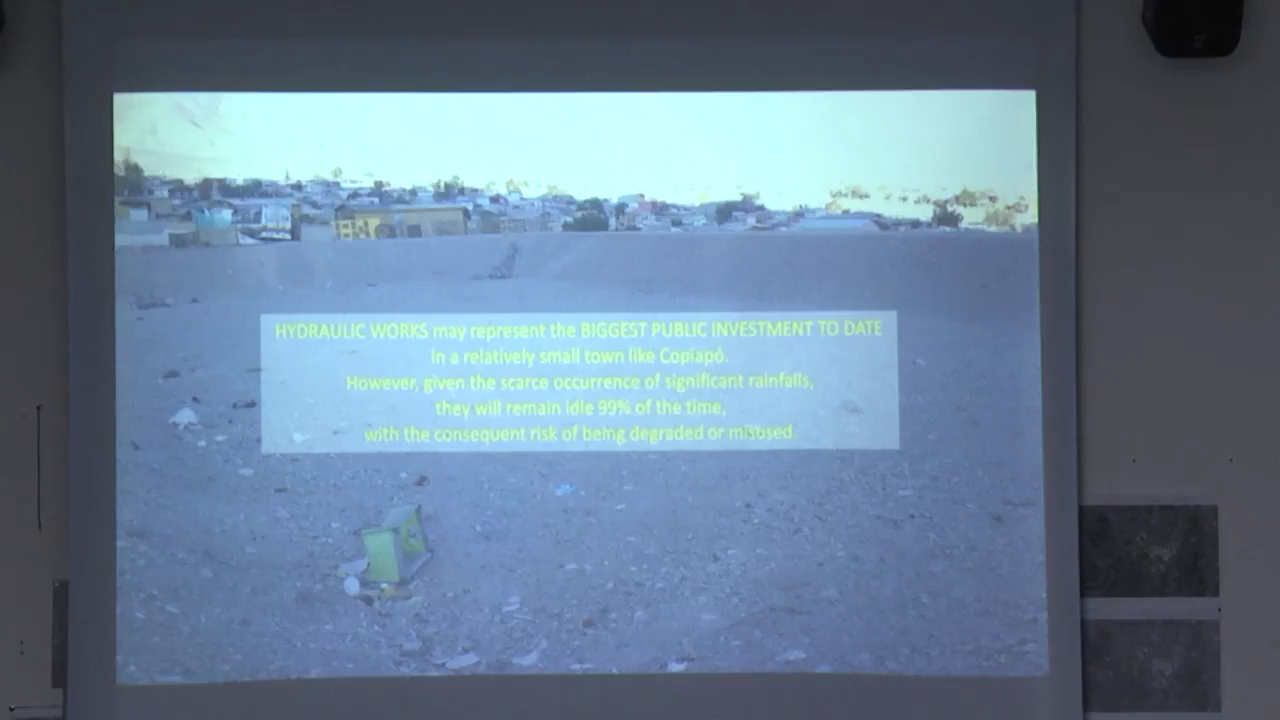 HYDRAULIC WORKS may represent the BIGGEST PUBLIC INVESTMENT TO DATE
in a relatively small town like Copiapó.
However, given the scarce occurrence of significant rainfalls,
they will remain idle 99% of the time,
with the consequent risk of being degraded or misused.